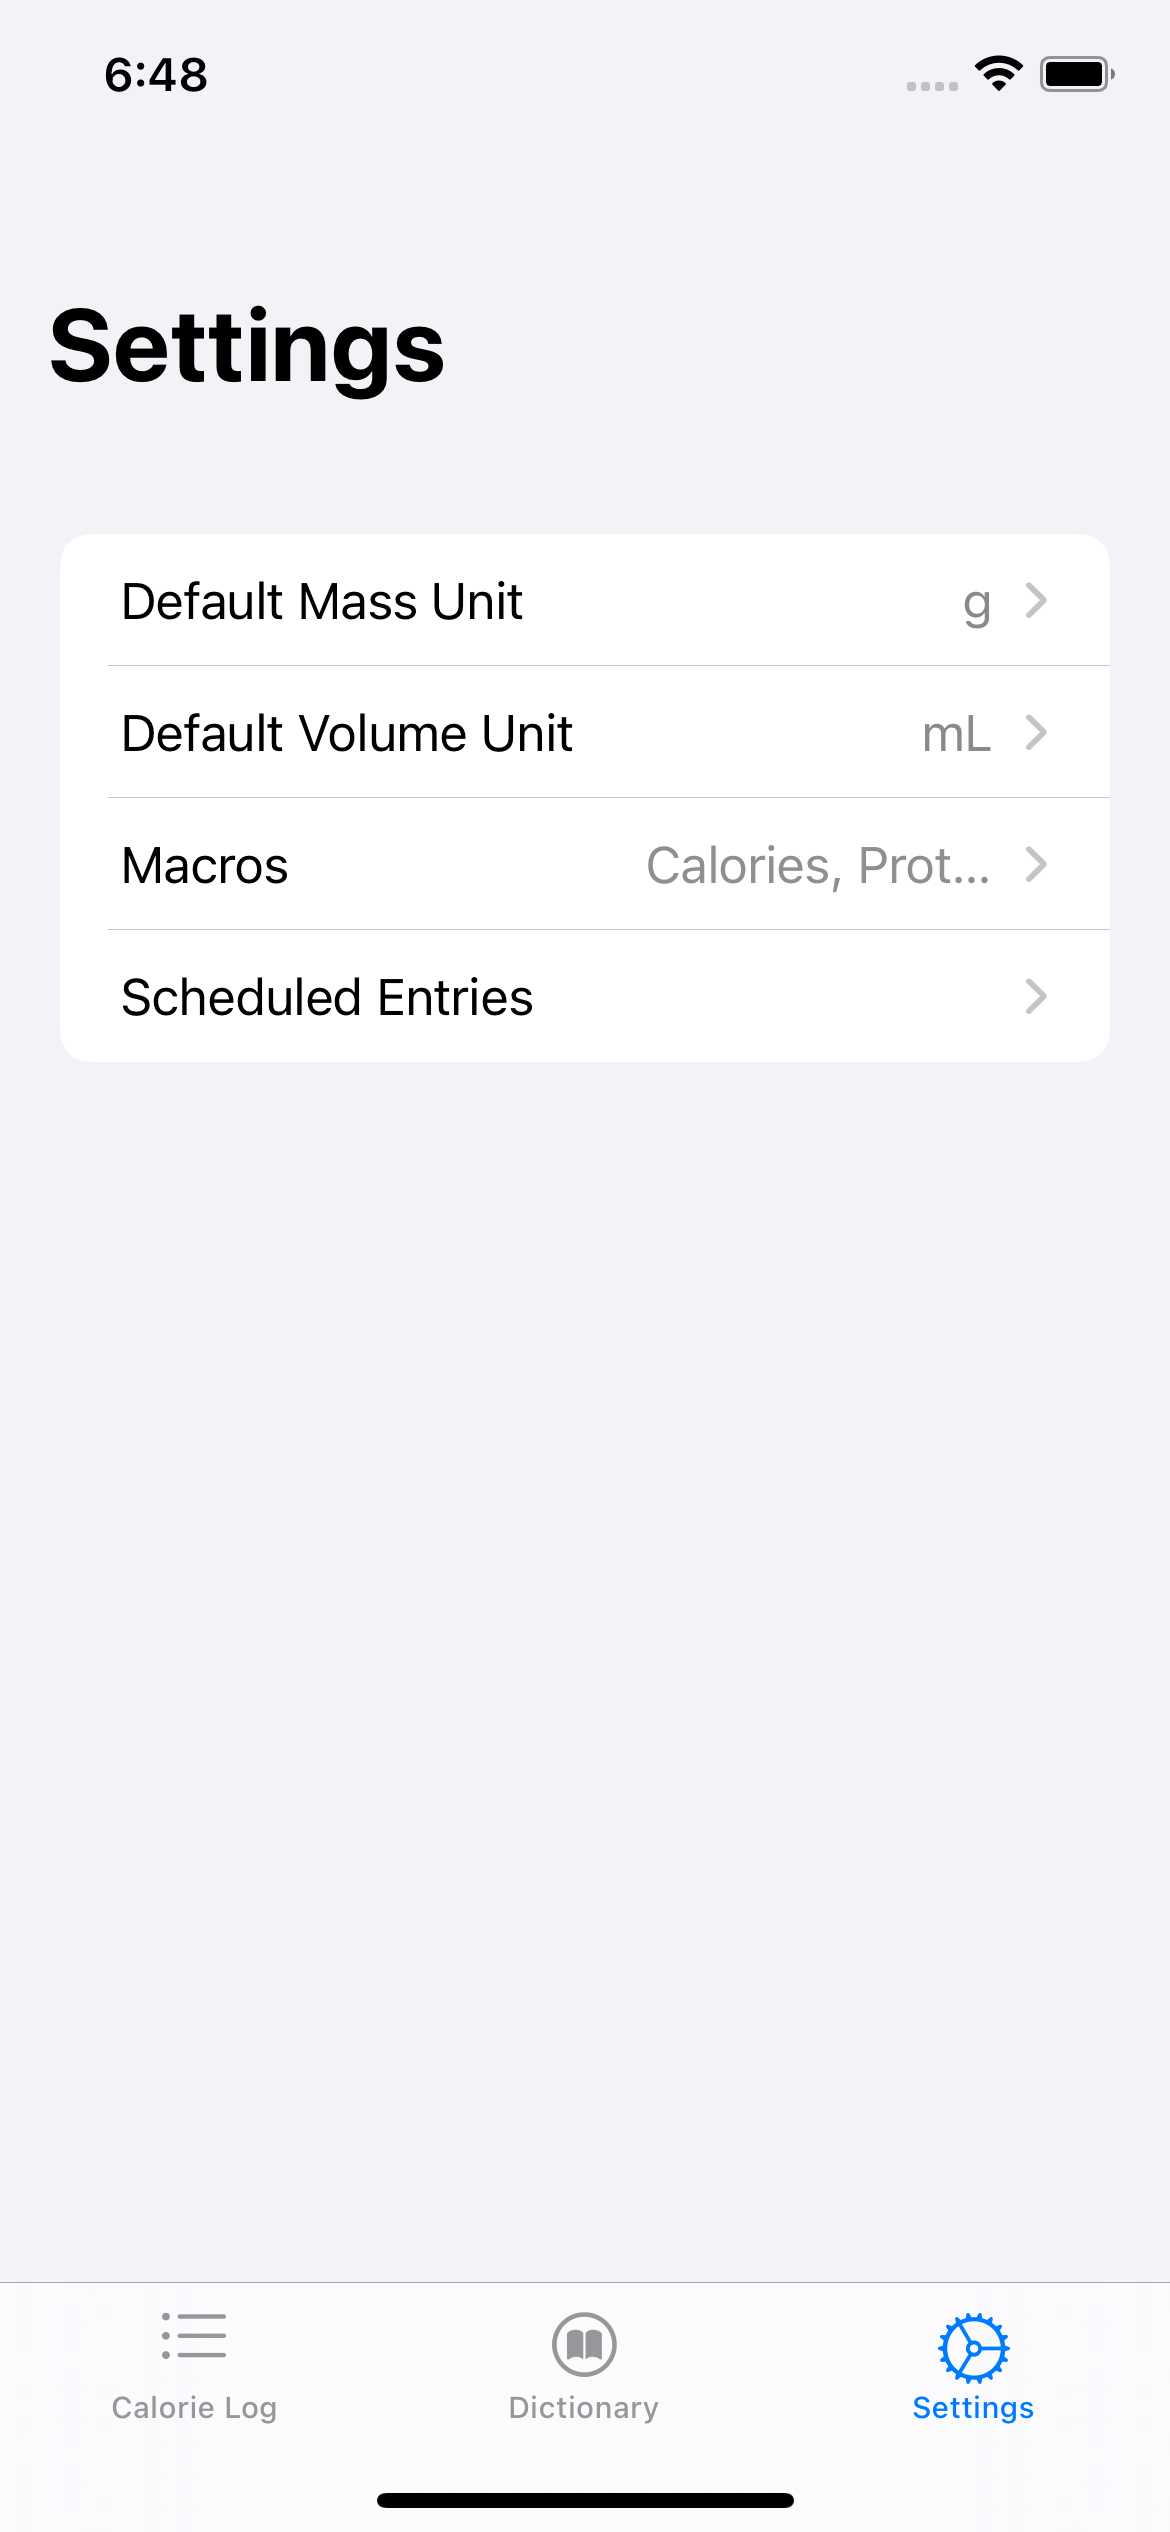 6:48
Settings
Default Mass Unit g
Default Volume Unit mL
Macros Calories, Prot...
Scheduled Entries
Calorie Log Dictionary Settings